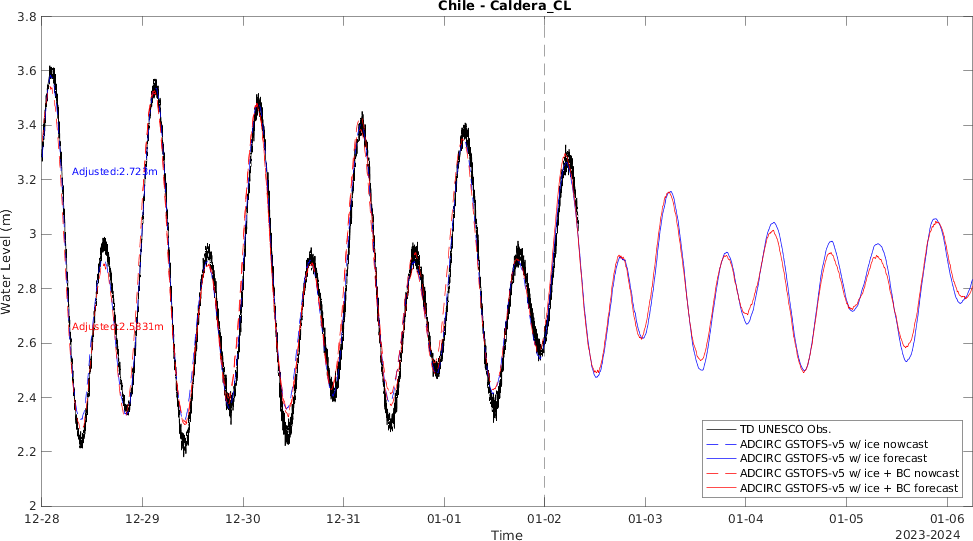 Chile - Caldera_CL
3.8
3.6
3.4
3.2
3
2.8
2.6
2.4
2.2
2
Water Level (m)
Adjusted:2.723m
Adjusted:2.5831m
TD UNESCO Obs.
ADCIRC GSTOFS-v5 w/ ice nowcast
ADCIRC GSTOFS-v5 w/ ice forecast
ADCIRC GSTOFS-v5 w/ ice + BC nowcast
ADCIRC GSTOFS-v5 w/ ice + BC forecast
12-28 12-29 12-30 12-31 01-01 01-02 01-03 01-04 01-05 01-06
Time
2023-2024